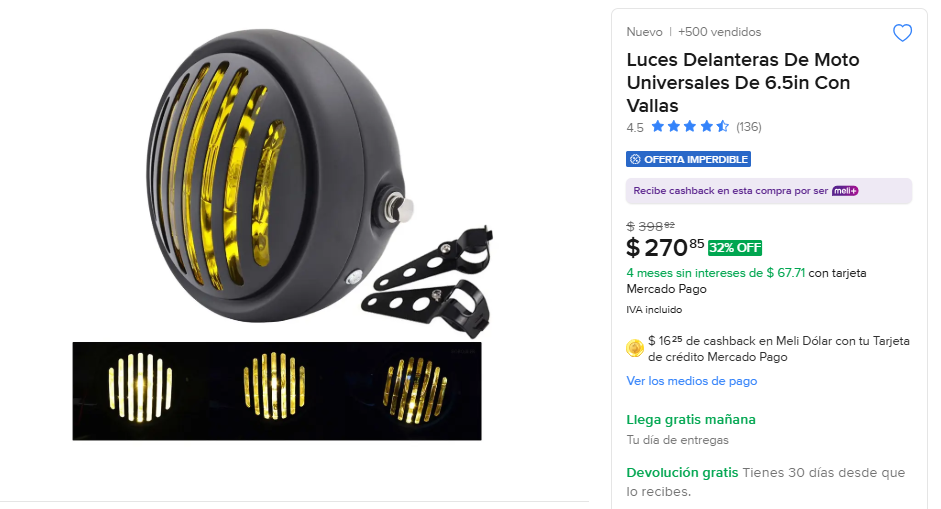 Nuevo | +500 vendidos
Luces Delanteras De Moto
Universales De 6.5in Con
Vallas
4.5 (136)
OFERTA IMPERDIBLE
Recibe cashback en esta compra por ser meli+
$ 398 82
$ 270 85 32% OFF
4 meses sin intereses de $ 67.71 con tarjeta
Mercado Pago
IVA incluido
$ 16 25 de cashback en Meli Dólar con tu Tarjeta
de crédito Mercado Pago
Ver los medios de pago
Llega gratis mañana
Tu día de entregas
Devolución gratis Tienes 30 días desde que
lo recibes.